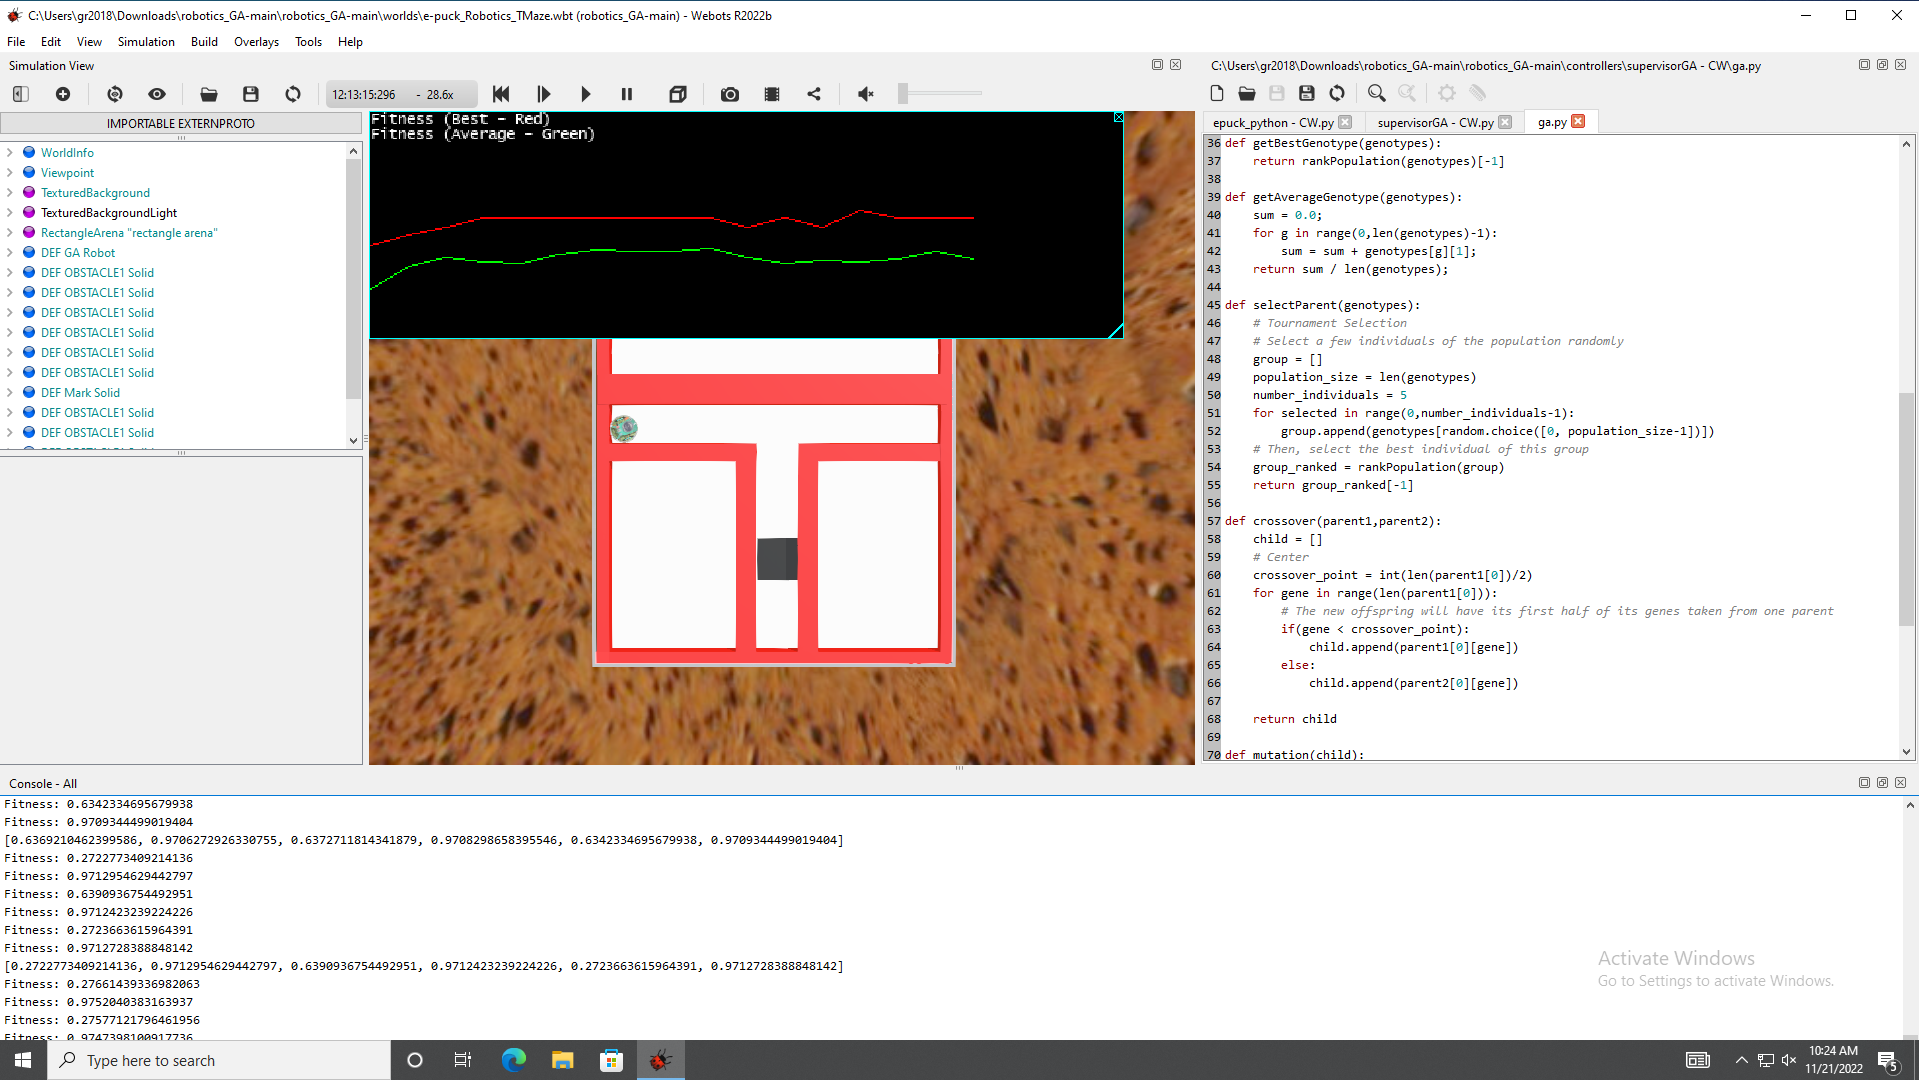 C:\Users\gr2018\Downloads\robotics_GA-main\robotics_GA-main\worlds\e-puck_Robotics_TMaze.wbt (robotics_GA-main) - Webots R2022b
File Edit View Simulation Build Overlays Tools Help
Simulation View
12:13:15:296 - 28.6x
IMPORTABLE EXTERNPROTO
WorldInfo
Viewpoint
TexturedBackground
TexturedBackgroundLight
RectangleArena "rectangle arena"
DEF GA Robot
DEF OBSTACLE1 Solid
DEF OBSTACLE1 Solid
DEF OBSTACLE1 Solid
DEF OBSTACLE1 Solid
DEF OBSTACLE1 Solid
DEF OBSTACLE1 Solid
DEF Mark Solid
DEF OBSTACLE1 Solid
DEF OBSTACLE1 Solid
Fitness (Best - Red)
Fitness (Average - Green)
C:\Users\gr2018\Downloads\robotics_GA-main\robotics_GA-main\controllers\supervisorGA - CW\ga.py
epuck_python - CW.py supervisorGA - CW.py ga.py
36 def getBestGenotype(genotypes):
37 return rankPopulation(genotypes)[-1]
38
39 def getAverageGenotype(genotypes):
40 sum = 0.0;
41 for g in range(0,len(genotypes)-1):
42 sum = sum + genotypes[g][1];
43 return sum / len(genotypes);
44
45 def selectParent(genotypes):
46 # Tournament Selection
47 # Select a few individuals of the population randomly
48 group = []
49 population_size = len(genotypes)
50 number_individuals = 5
51 for selected in range(0,number_individuals-1):
52 group.append(genotypes[random.choice([0, population_size-1])])
53 # Then, select the best individual of this group
54 group_ranked = rankPopulation(group)
55 return group_ranked[-1]
56
57 def crossover(parent1,parent2):
58 child = []
59 # Center
60 crossover_point = int(len(parent1[0])/2)
61 for gene in range(len(parent1[0])):
62 # The new offspring will have its first half of its genes taken from one parent
63 if(gene < crossover_point):
64 child.append(parent1[0][gene])
65 else:
66 child.append(parent2[0][gene])
67
68 return child
69
70 def mutation(child):
Console - All
Fitness: 0.6342334695679938
Fitness: 0.9709344499019404
[0.6369210462399586, 0.9706272926330755, 0.6372711814341879, 0.9708298658395546, 0.6342334695679938, 0.9709344499019404]
Fitness: 0.2722773409214136
Fitness: 0.9712954629442797
Fitness: 0.6390936754492951
Fitness: 0.9712423239224226
Fitness: 0.2723663615964391
Fitness: 0.9712728388848142
[0.2722773409214136, 0.9712954629442797, 0.6390936754492951, 0.9712423239224226, 0.2723663615964391, 0.9712728388848142]
Fitness: 0.27661439336982063
Fitness: 0.9752040383163937
Fitness: 0.27577121796461956
Fitness: 0.9747398100917736
Activate Windows
Go to Settings to activate Windows.
Type here to search
10:24 AM
11/21/2022
5